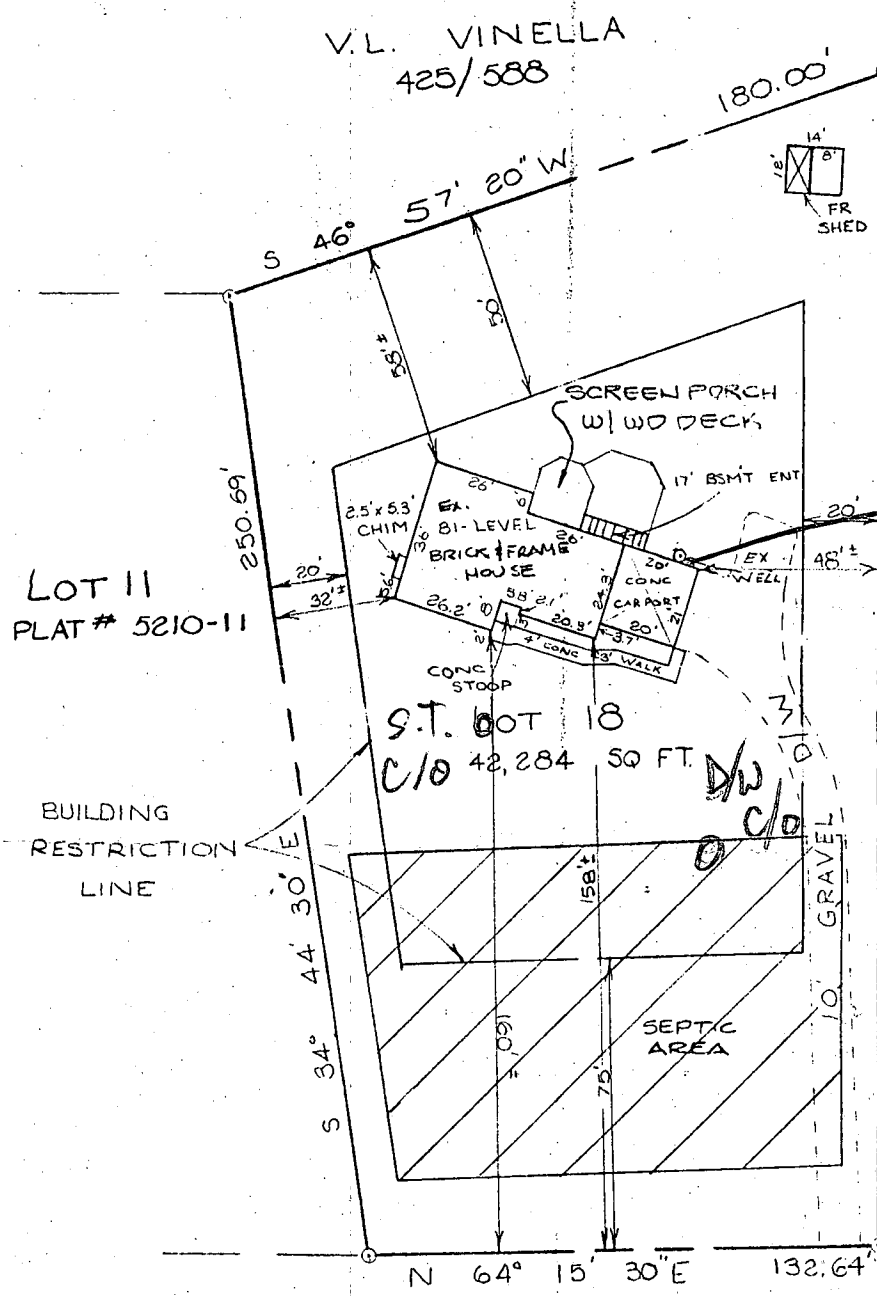 V.L. VINELLA
425/588
180.00'
14'
8'
18'
FR
SHED
S 46° 57' 20" W
58'±
50'
SCREEN PORCH
W/ WD DECK
17' BSMT ENT
250.69'
20'
32'±
LOT 11
PLAT # 5210-11
2.5' x 5.3'
CHIM
26'
6'
36'
5.6'
EX.
BI-LEVEL
BRICK & FRAME
HOUSE
26'
24.3'
20'
CONC
CARPORT
21'
20'
3.7'
EX
WELL
20'
48'±
26.2'
8'
5.8'
2.1'
20.9'
2'
4' CONC
3' WALK
CONC
STOOP
S.T. LOT 18
C/O 42,284 SQ FT.
D/W
C/O
BUILDING
RESTRICTION
LINE
158'±
160'±
GRAVEL
10'
SEPTIC
AREA
75'
S 34° 44' 30" E
N 64° 15' 30" E 132.64'